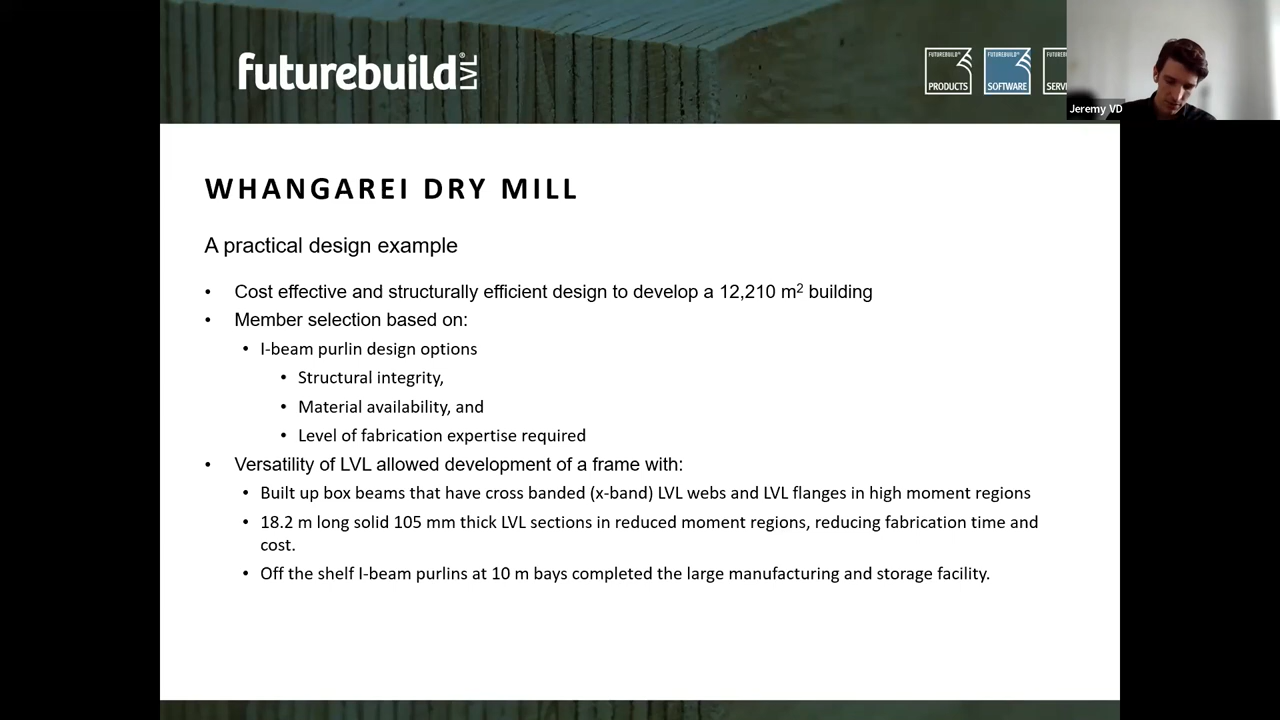 futurebuild LVL®
FUTUREBUILD PRODUCTS
FUTUREBUILD SOFTWARE
FUTUREB SERV
Jeremy VD
WHANGAREI DRY MILL
A practical design example
• Cost effective and structurally efficient design to develop a 12,210 m² building
• Member selection based on:
• I-beam purlin design options
• Structural integrity,
• Material availability, and
• Level of fabrication expertise required
• Versatility of LVL allowed development of a frame with:
• Built up box beams that have cross banded (x-band) LVL webs and LVL flanges in high moment regions
• 18.2 m long solid 105 mm thick LVL sections in reduced moment regions, reducing fabrication time and
cost.
• Off the shelf I-beam purlins at 10 m bays completed the large manufacturing and storage facility.